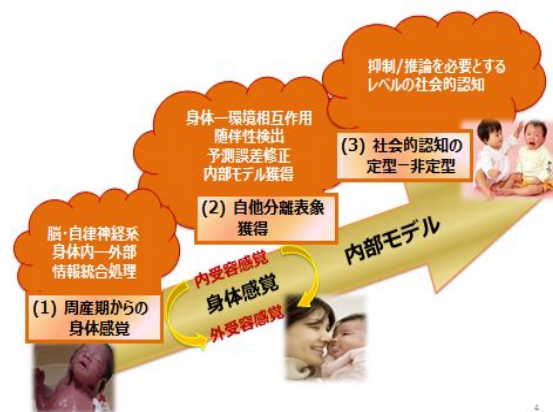 抑制/推論を必要とする
レベルの社会的認知
(3) 社会的認知の
定型－非定型
身体ー環境相互作用
随伴性検出
予測誤差修正
内部モデル獲得
(2) 自他分離表象
獲得
脳・自律神経系
身体内ー外部
情報統合処理
(1) 周産期からの
身体感覚
内受容感覚
身体感覚
外受容感覚
内部モデル
4